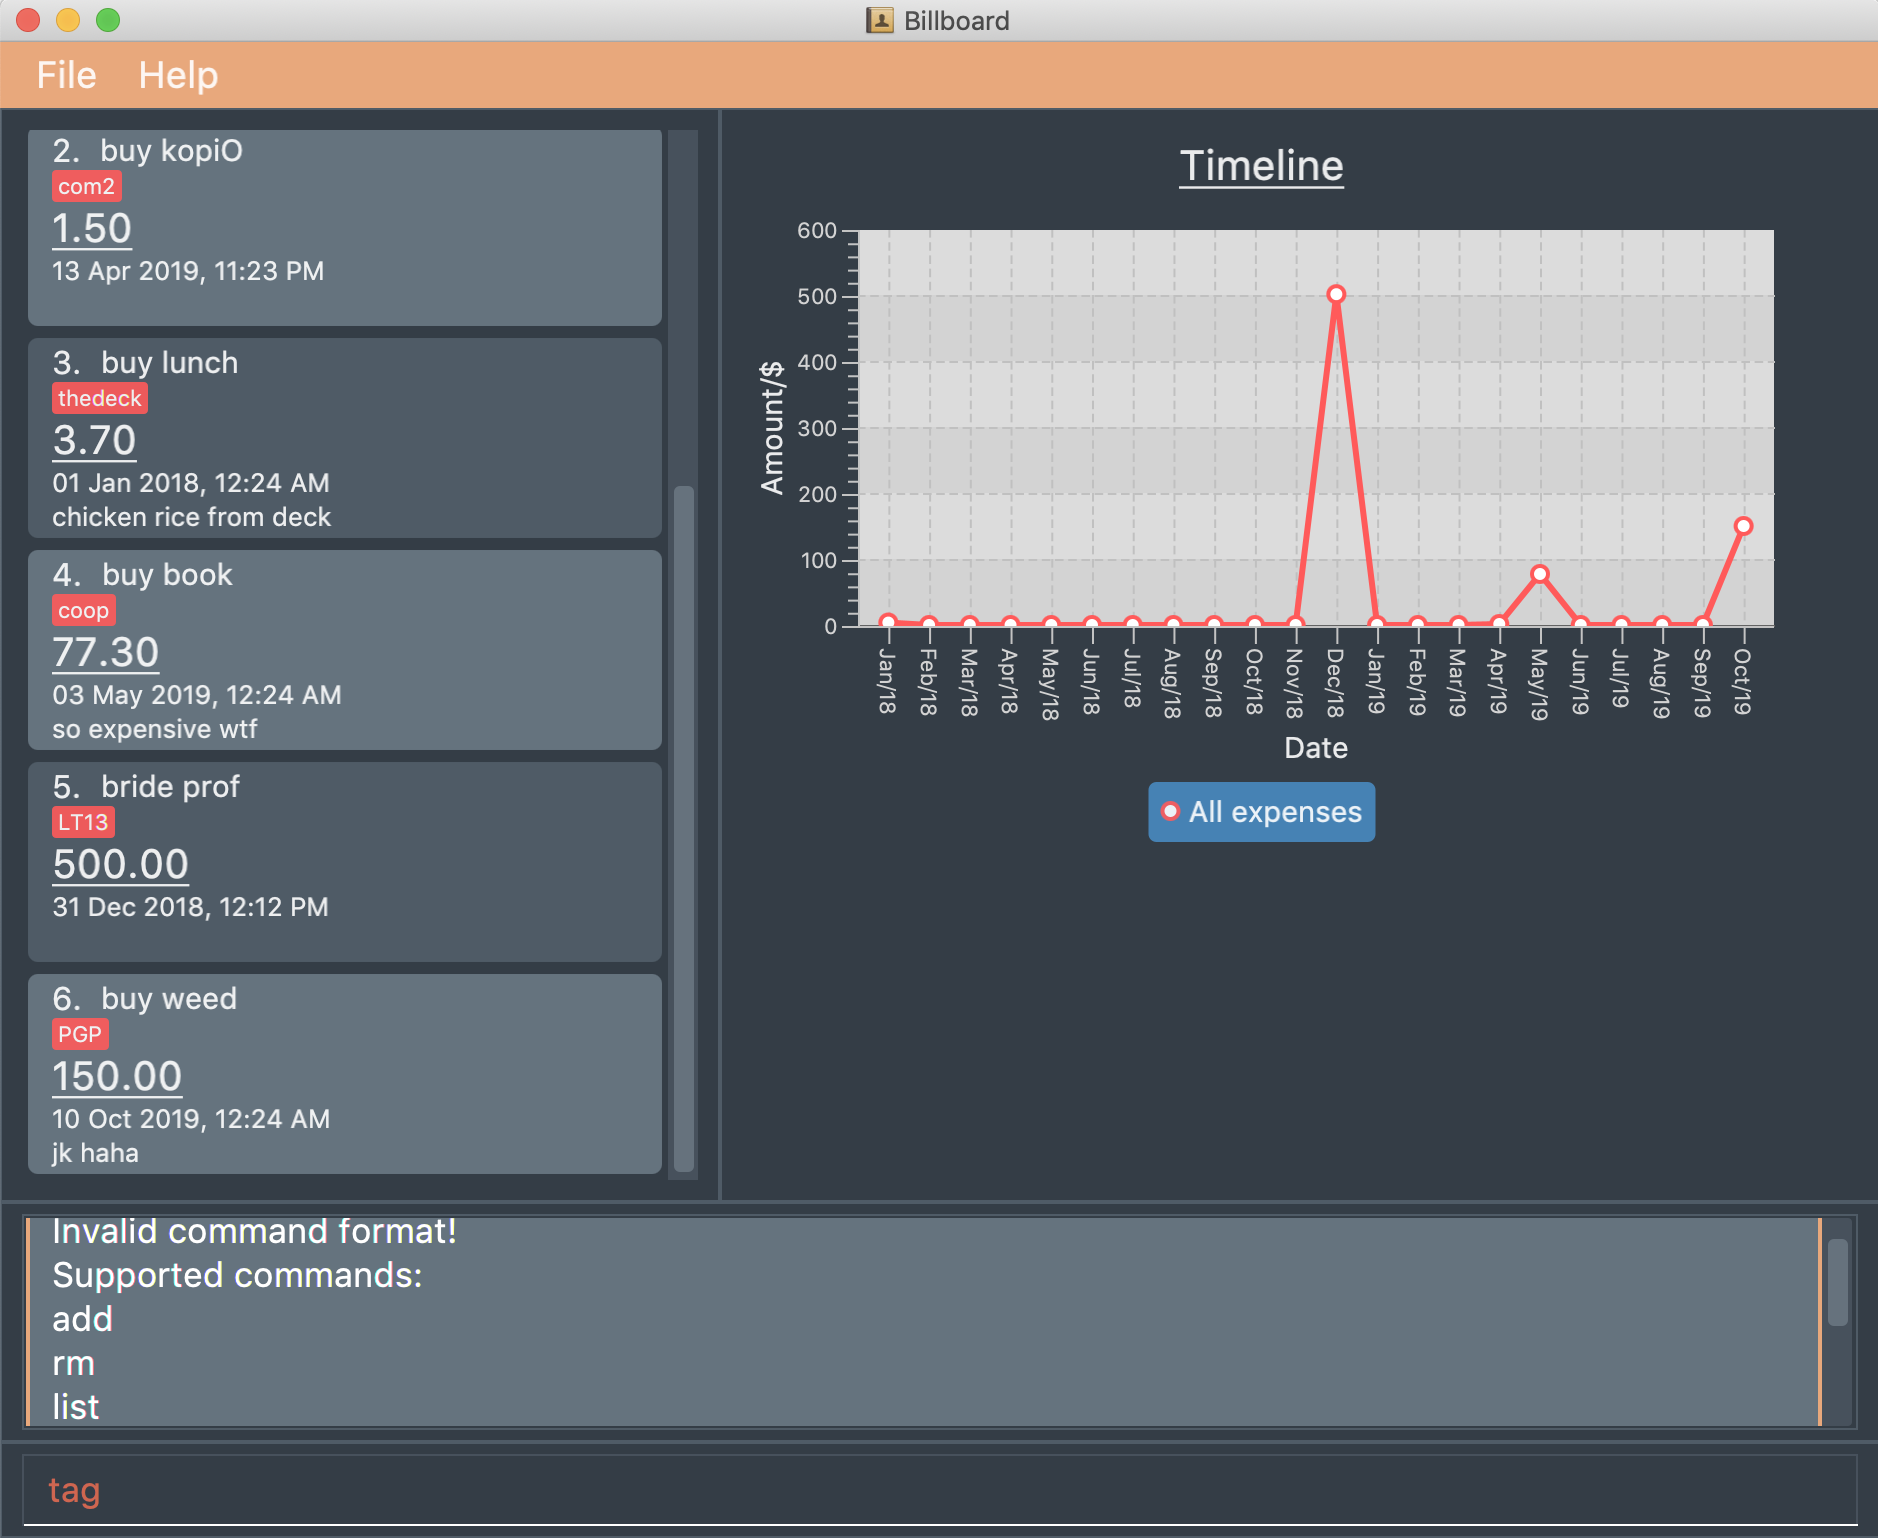 Billboard
File Help
2. buy kopiO
com2
1.50
13 Apr 2019, 11:23 PM
3. buy lunch
thedeck
3.70
01 Jan 2018, 12:24 AM
chicken rice from deck
4. buy book
coop
77.30
03 May 2019, 12:24 AM
so expensive wtf
5. bride prof
LT13
500.00
31 Dec 2018, 12:12 PM
6. buy weed
PGP
150.00
10 Oct 2019, 12:24 AM
jk haha
Timeline
Amount/$
600
500
400
300
200
100
0
Jan/18
Feb/18
Mar/18
Apr/18
May/18
Jun/18
Jul/18
Aug/18
Sep/18
Oct/18
Nov/18
Dec/18
Jan/19
Feb/19
Mar/19
Apr/19
May/19
Jun/19
Jul/19
Aug/19
Sep/19
Oct/19
Date
All expenses
Invalid command format!
Supported commands:
add
rm
list
tag